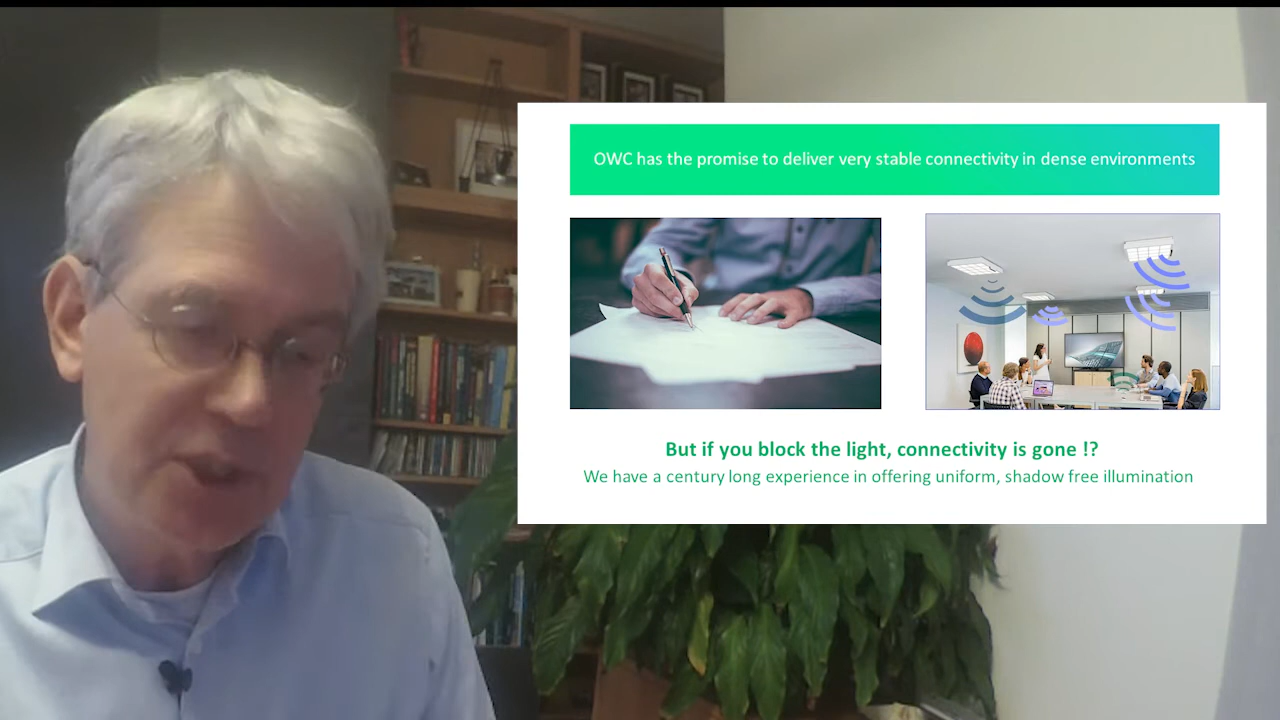 OWC has the promise to deliver very stable connectivity in dense environments
But if you block the light, connectivity is gone !?
We have a century long experience in offering uniform, shadow free illumination